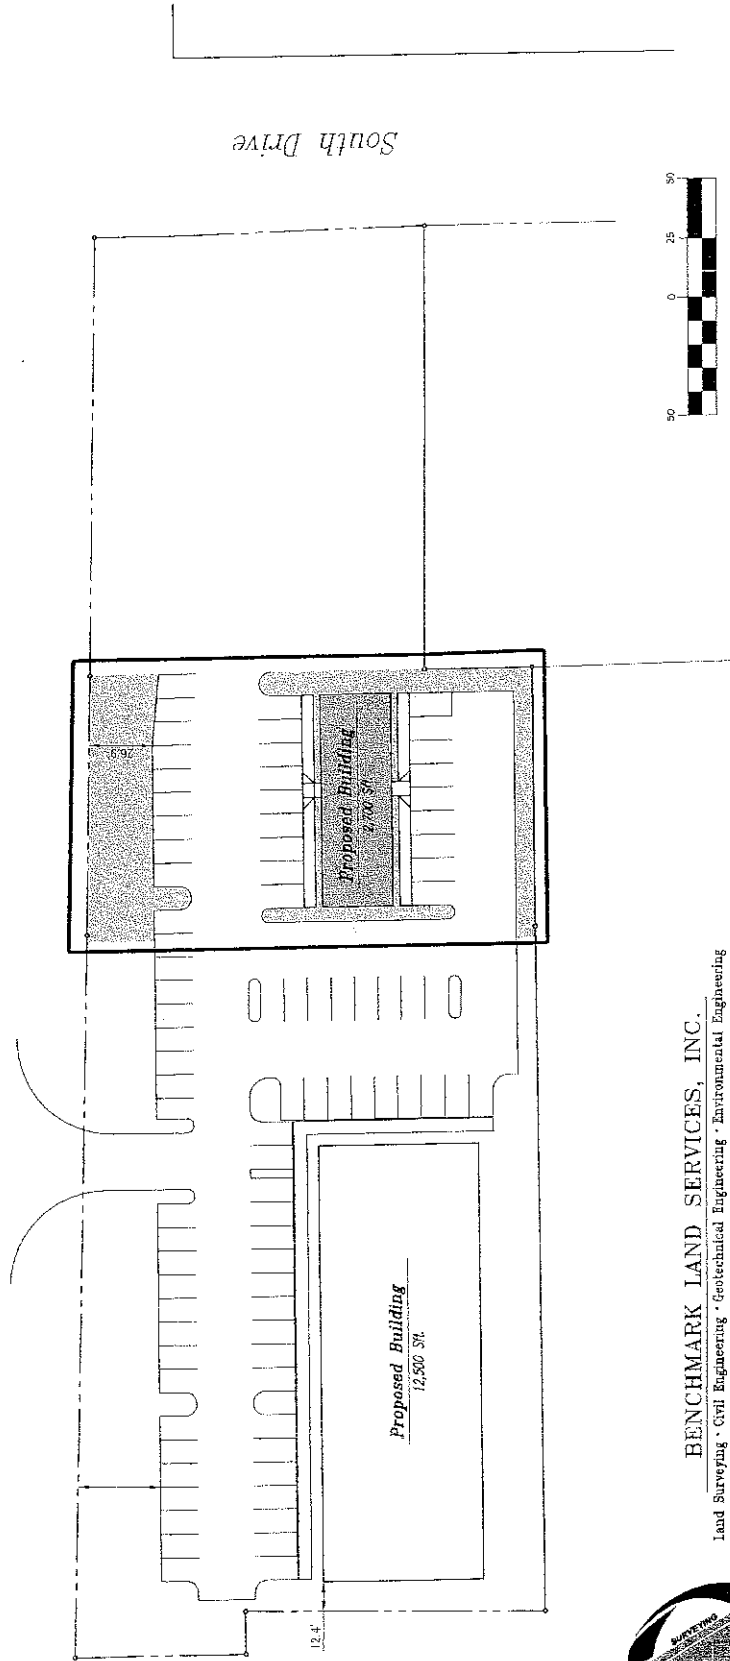 South Drive
50
25
0
50
26.9'
Proposed Building
2,700 Sft.
Proposed Building
12,500 Sft.
12.4'
BENCHMARK LAND SERVICES, INC.
Land Surveying · Civil Engineering · Geotechnical Engineering · Environmental Engineering
SURVEYING